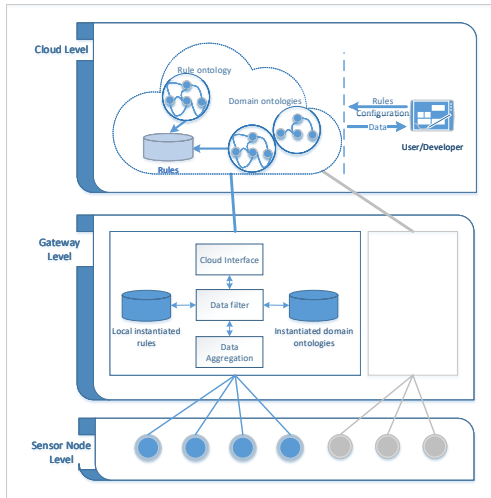 Cloud Level
Rule ontology
Domain ontologies
Rules
Rules
Configuration
Data
User/Developer
Gateway
Level
Cloud Interface
Data filter
Local instantiated
rules
Instantiated domain
ontologies
Data
Aggregation
Sensor Node
Level